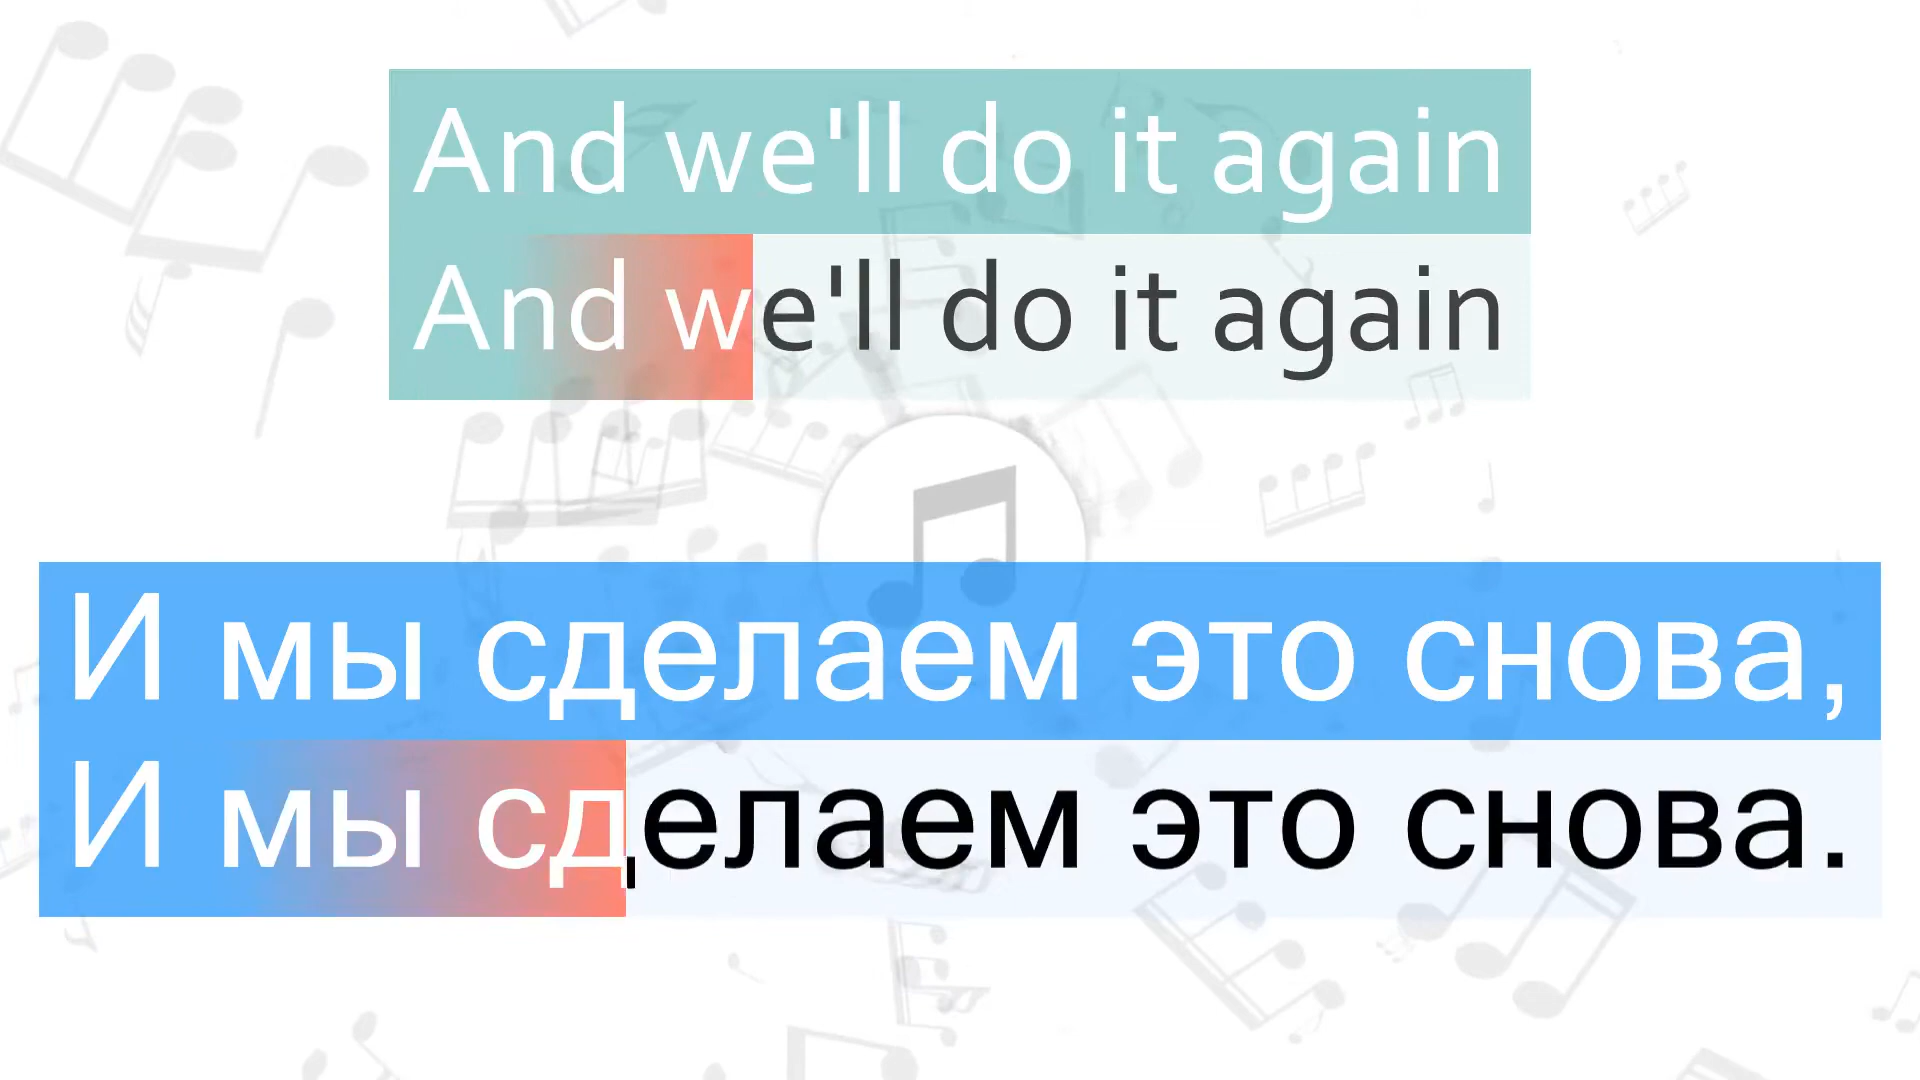 And we'll do it again
And we'll do it again
И мы сделаем это снова,
И мы сделаем это снова.